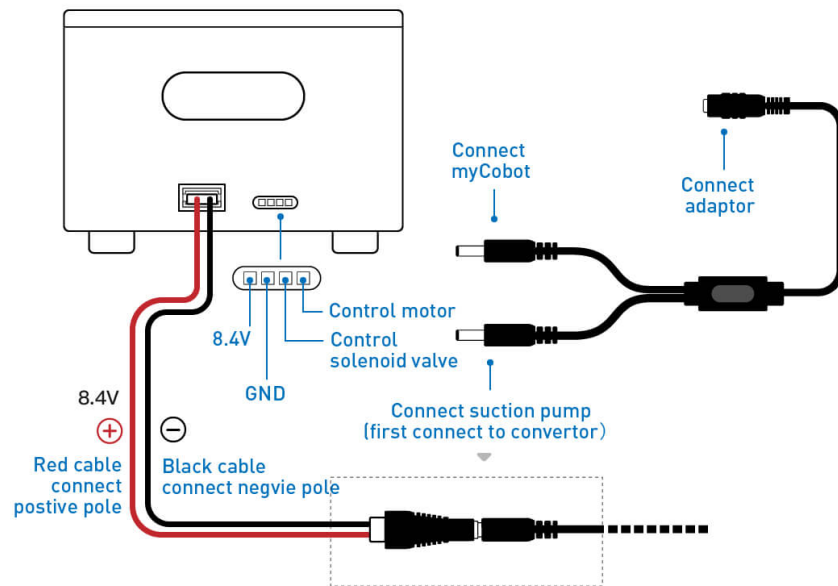 Connect
myCobot
Connect
adaptor
Control motor
8.4V
Control
solenoid valve
GND
8.4V
+
−
Connect suction pump
(first connect to convertor）
Red cable
connect
postive pole
Black cable
connect negvie pole